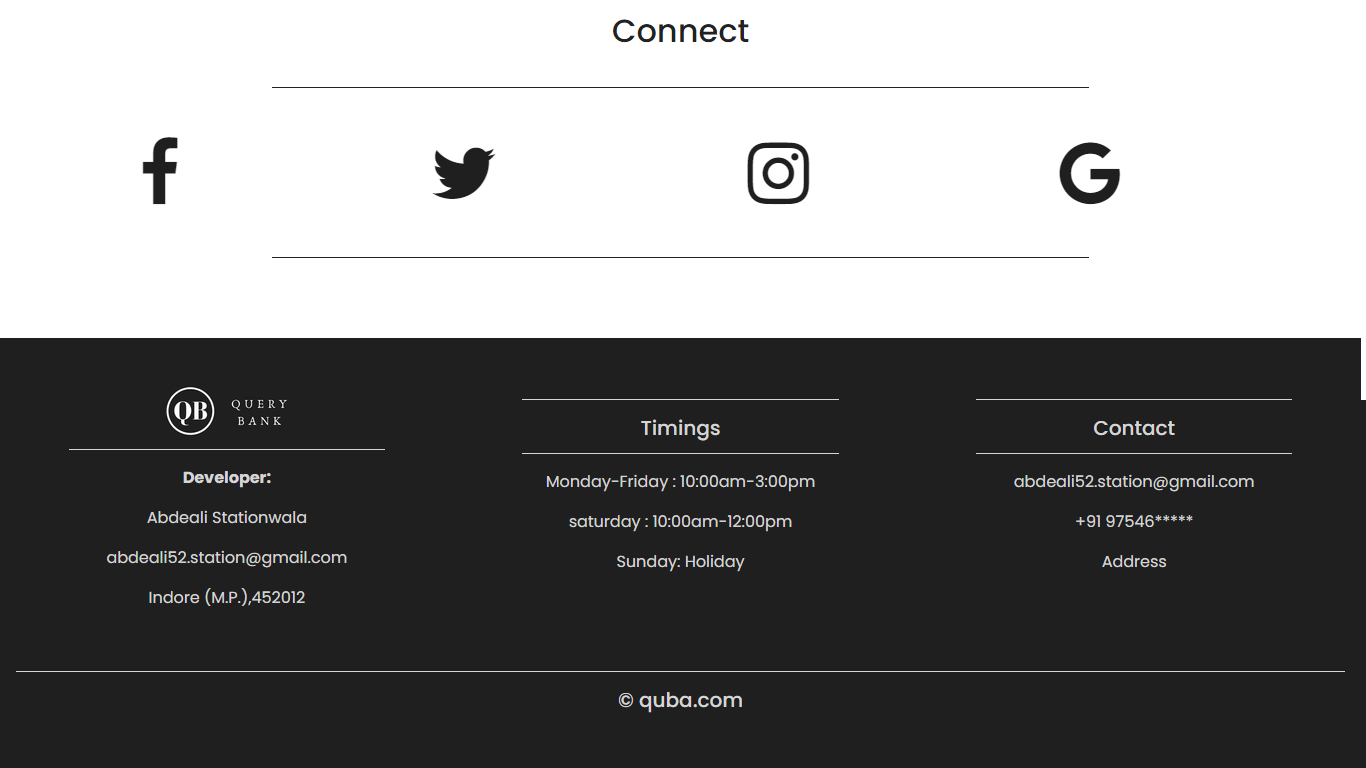 Connect
QB
QUERY
BANK
Developer:
Abdeali Stationwala
abdeali52.station@gmail.com
Indore (M.P.),452012
Timings
Monday-Friday : 10:00am-3:00pm
saturday : 10:00am-12:00pm
Sunday: Holiday
Contact
abdeali52.station@gmail.com
+91 97546*****
Address
© quba.com